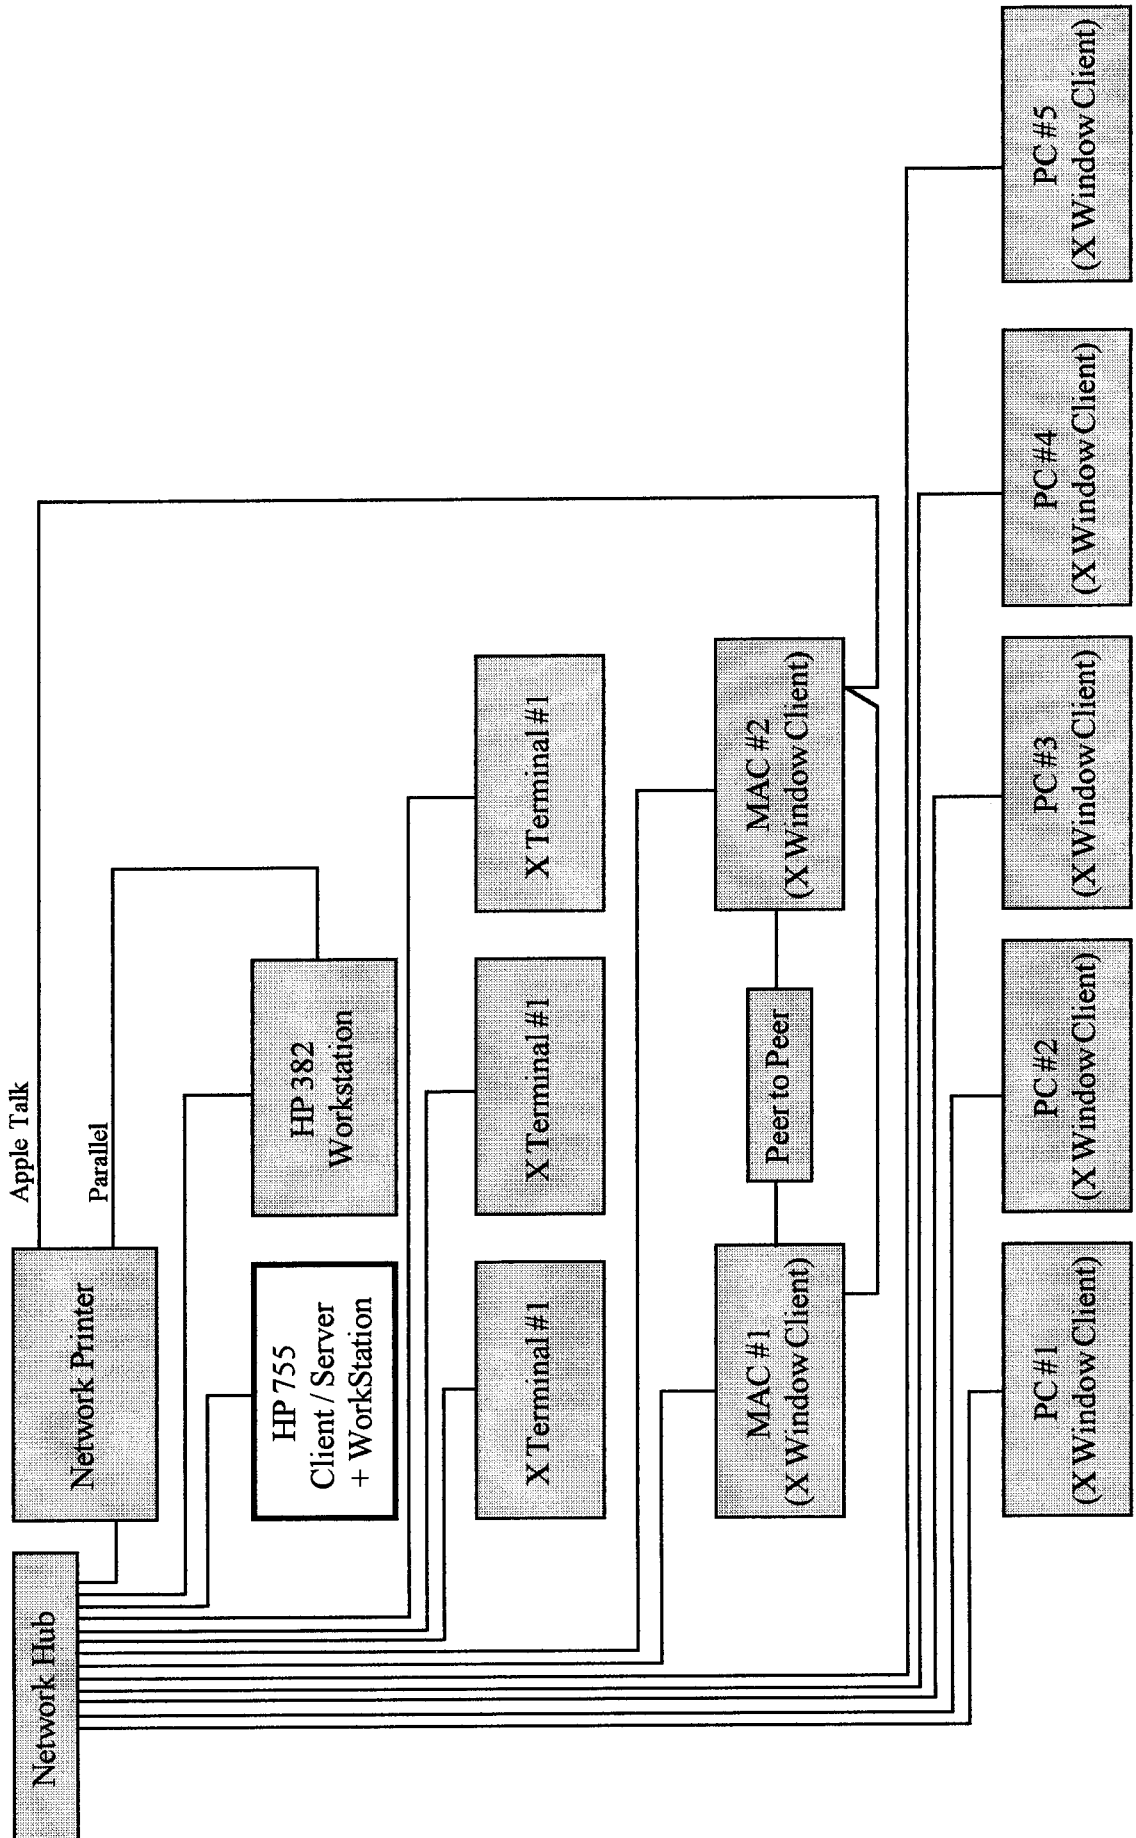 Network Hub
Network Printer
Apple Talk
Parallel
HP 755
Client / Server
+ WorkStation
HP 382
Workstation
X Terminal #1
X Terminal #1
X Terminal #1
MAC #1
(X Window Client)
Peer to Peer
MAC #2
(X Window Client)
PC #1
(X Window Client)
PC #2
(X Window Client)
PC #3
(X Window Client)
PC #4
(X Window Client)
PC #5
(X Window Client)